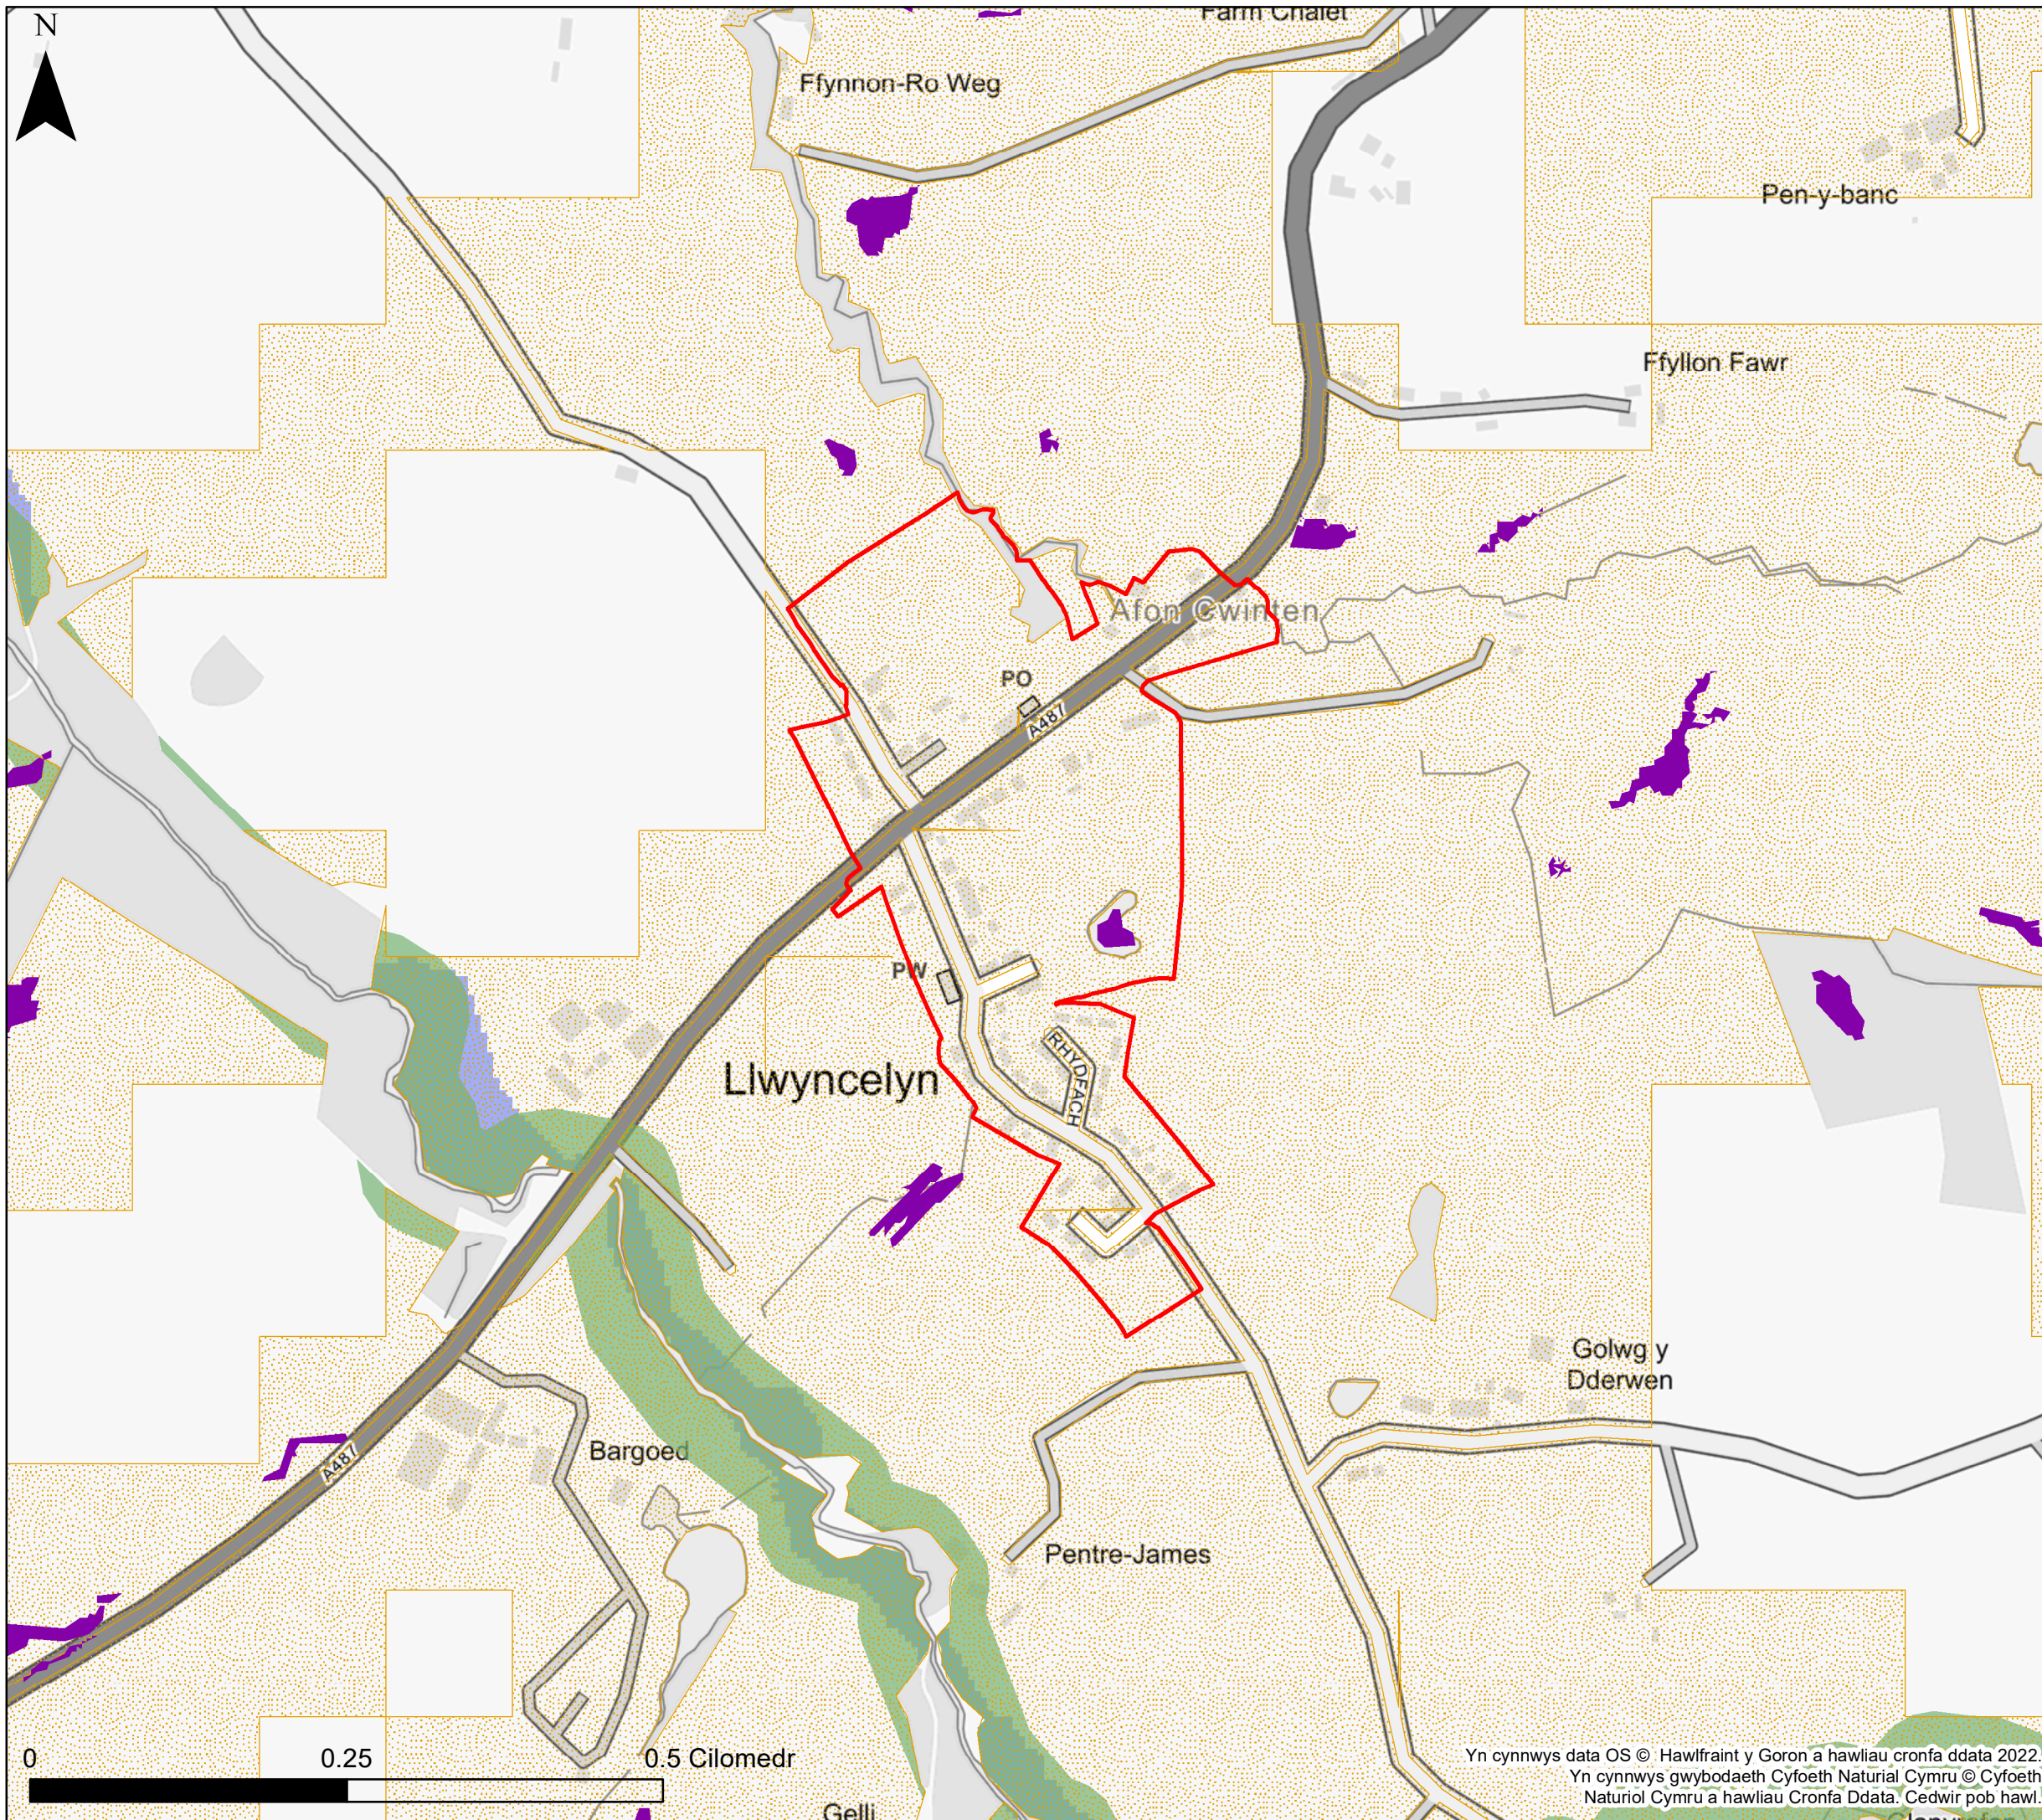 N
Farm Chalet
Ffynnon-Ro Weg
Pen-y-banc
Ffyllon Fawr
Afon Cwinten
PO
A487
PW
RHYDFACH
Llwyncelyn
Golwg y
Dderwen
A487
Bargoed
Pentre-James
0 0.25 0.5 Cilomedr
Gelli
Yn cynnwys data OS © Hawlfraint y Goron a hawliau cronfa ddata 2022.
Yn cynnwys gwybodaeth Cyfoeth Naturial Cymru © Cyfoeth
Naturiol Cymru a hawliau Cronfa Ddata. Cedwir pob hawl